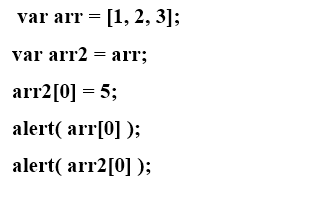 var arr = [1, 2, 3];
var arr2 = arr;
arr2[0] = 5;
alert( arr[0] );
alert( arr2[0] );